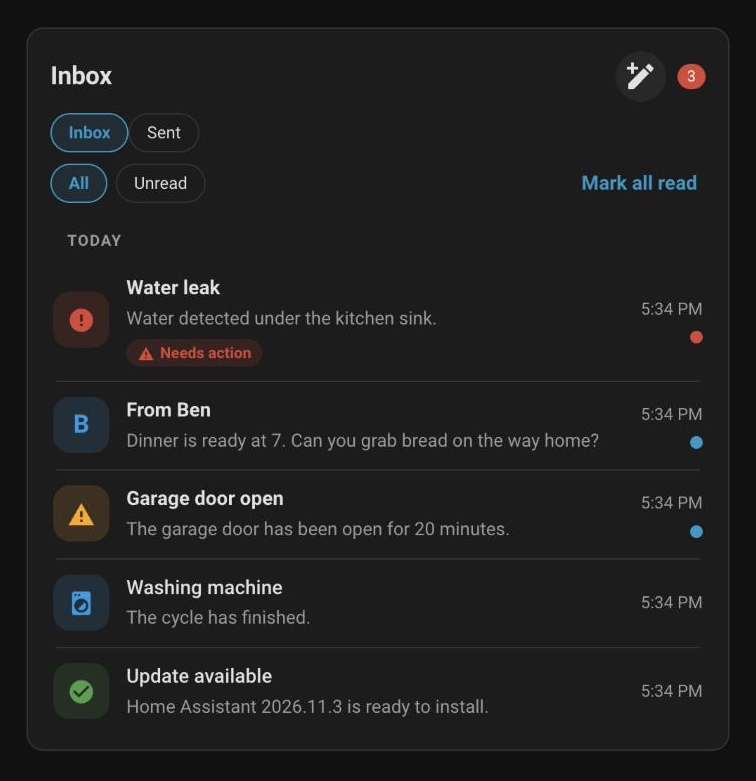 Inbox
3
Inbox Sent
All Unread Mark all read
TODAY
Water leak
Water detected under the kitchen sink.
5:34 PM
Needs action
From Ben
B
5:34 PM
Dinner is ready at 7. Can you grab bread on the way home?
Garage door open
5:34 PM
The garage door has been open for 20 minutes.
Washing machine
5:34 PM
The cycle has finished.
Update available
5:34 PM
Home Assistant 2026.11.3 is ready to install.